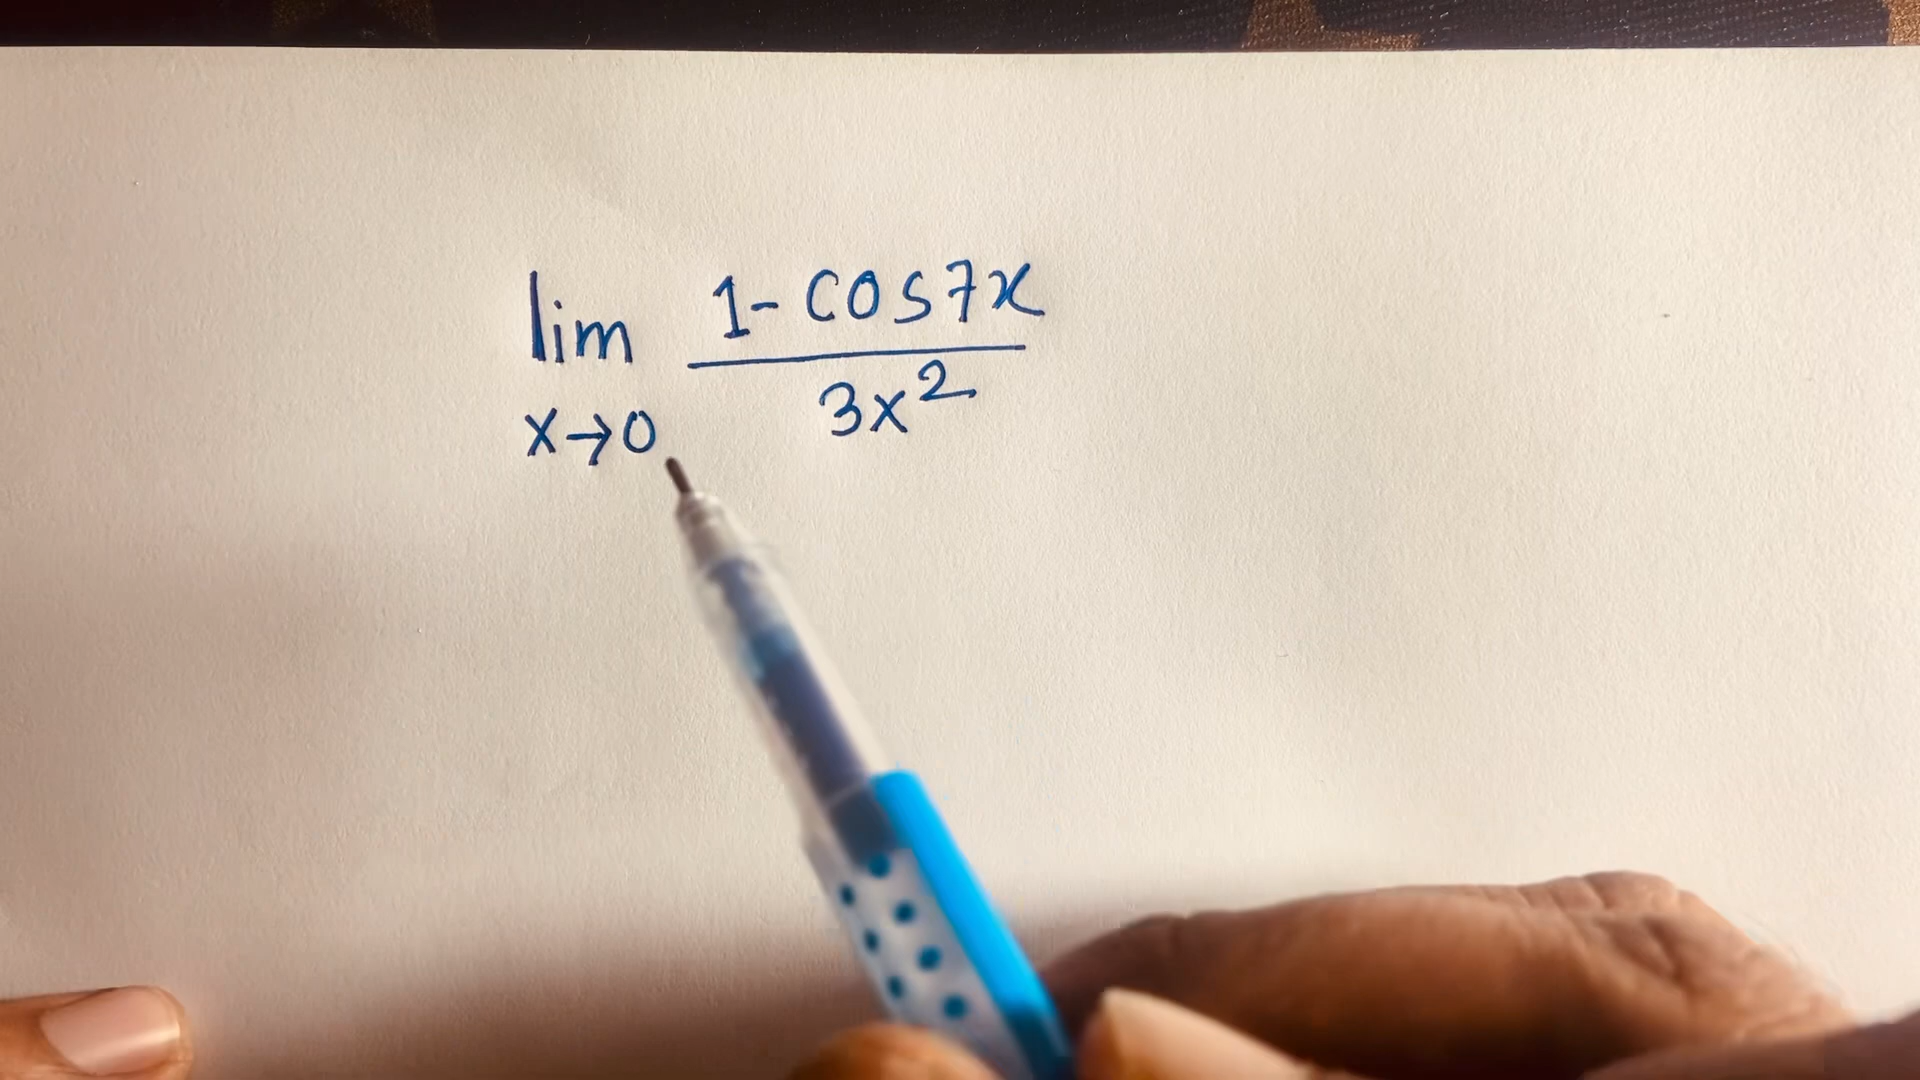 lim 1-cos7x
x→0 3x²